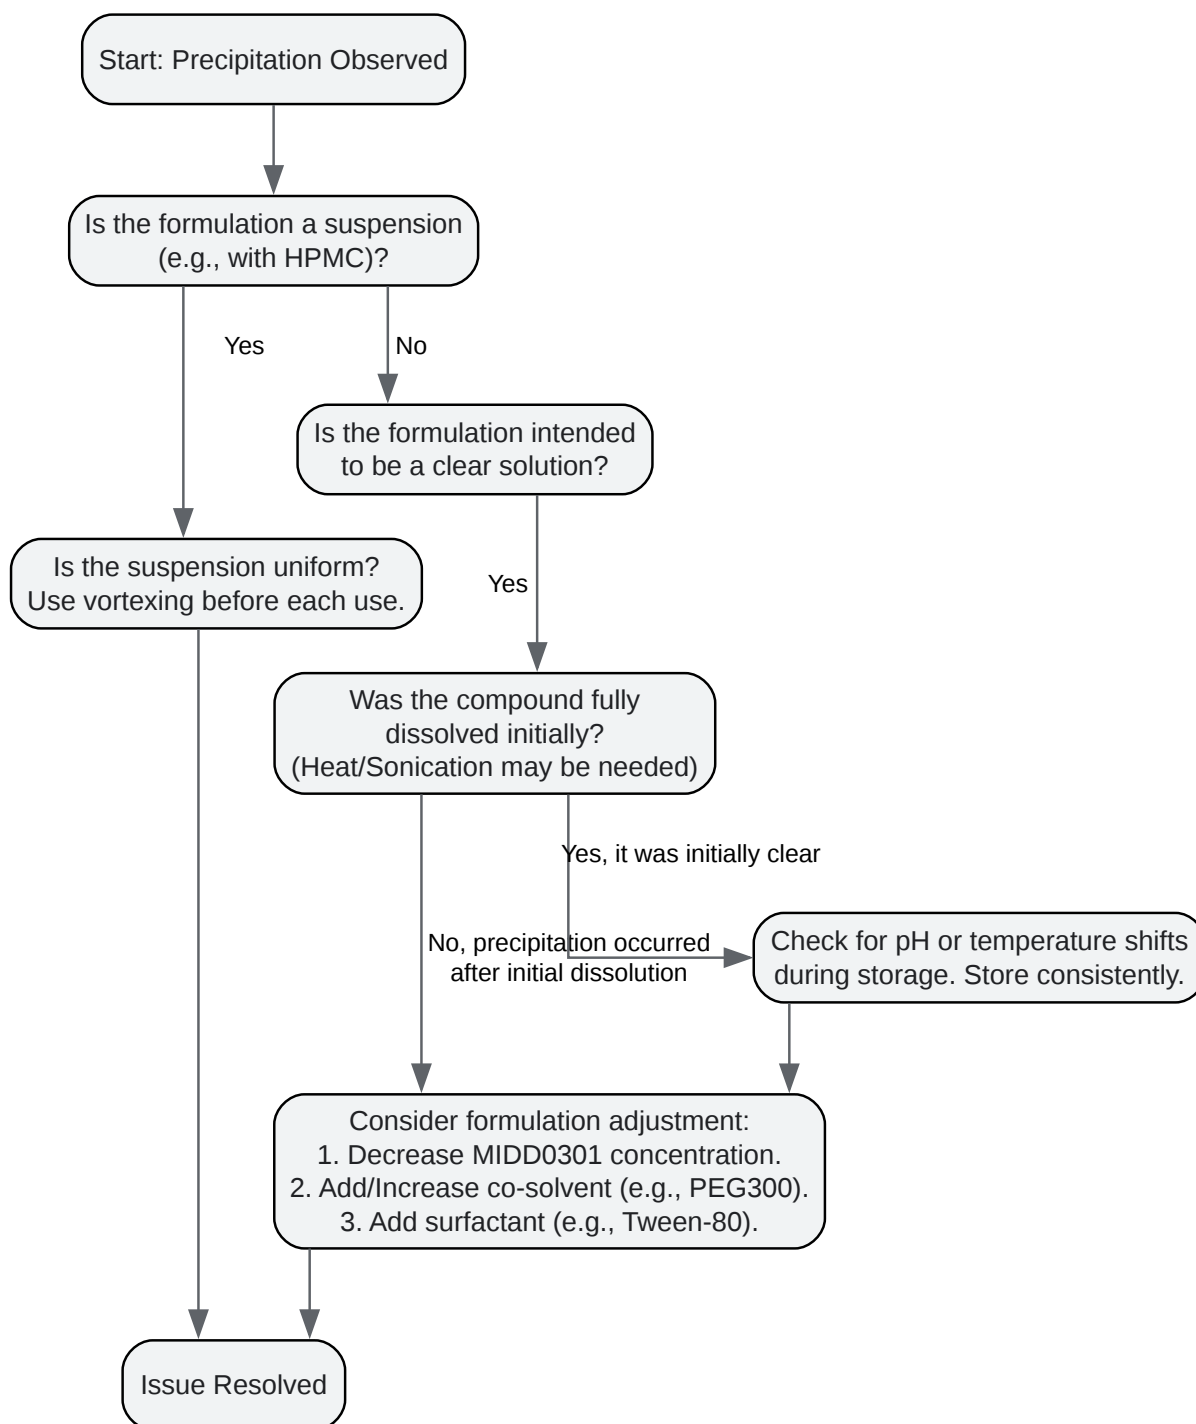 Start: Precipitation Observed
Is the formulation a suspension
(e.g., with HPMC)?
Yes
No
Is the formulation intended
to be a clear solution?
Is the suspension uniform?
Use vortexing before each use.
Yes
Was the compound fully
dissolved initially?
(Heat/Sonication may be needed)
Yes, it was initially clear
No, precipitation occurred
after initial dissolution
Check for pH or temperature shifts
during storage. Store consistently.
Consider formulation adjustment:
1. Decrease MIDD0301 concentration.
2. Add/Increase co-solvent (e.g., PEG300).
3. Add surfactant (e.g., Tween-80).
Issue Resolved